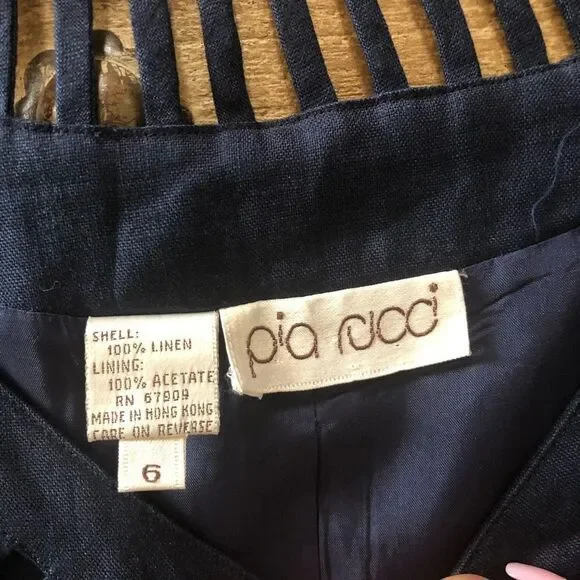 SHELL:
100% LINEN
LINING:
100% ACETATE
RN 67909
MADE IN HONG KONG
CARE ON REVERSE
6
pia rucci